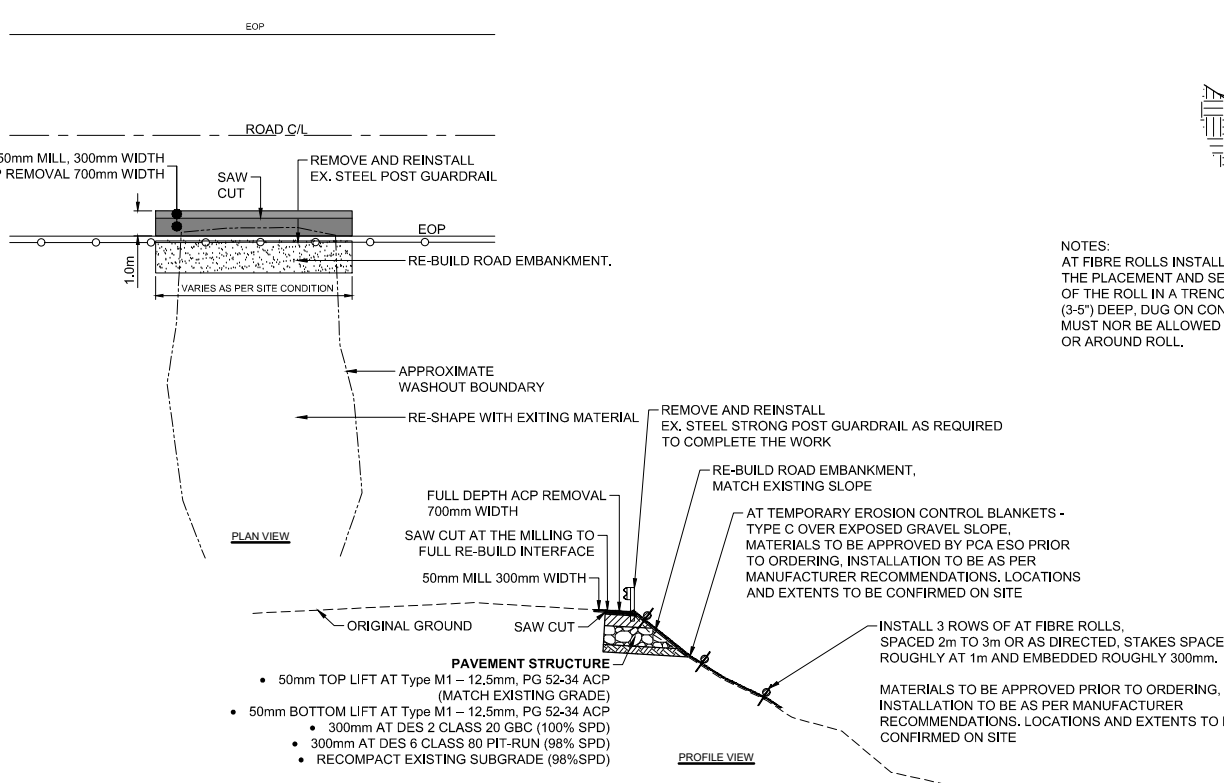 EOP
ROAD C/L
50mm MILL, 300mm WIDTH
REMOVAL 700mm WIDTH
SAW
CUT
REMOVE AND REINSTALL
EX. STEEL POST GUARDRAIL
EOP
1.0m
RE-BUILD ROAD EMBANKMENT.
VARIES AS PER SITE CONDITION
APPROXIMATE
WASHOUT BOUNDARY
RE-SHAPE WITH EXITING MATERIAL
PLAN VIEW
NOTES:
AT FIBRE ROLLS INSTALL
THE PLACEMENT AND SE
OF THE ROLL IN A TRENC
(3-5") DEEP, DUG ON CON
MUST NOR BE ALLOWED
OR AROUND ROLL.
REMOVE AND REINSTALL
EX. STEEL STRONG POST GUARDRAIL AS REQUIRED
TO COMPLETE THE WORK
RE-BUILD ROAD EMBANKMENT,
MATCH EXISTING SLOPE
FULL DEPTH ACP REMOVAL
700mm WIDTH
SAW CUT AT THE MILLING TO
FULL RE-BUILD INTERFACE
50mm MILL 300mm WIDTH
AT TEMPORARY EROSION CONTROL BLANKETS -
TYPE C OVER EXPOSED GRAVEL SLOPE,
MATERIALS TO BE APPROVED BY PCA ESO PRIOR
TO ORDERING, INSTALLATION TO BE AS PER
MANUFACTURER RECOMMENDATIONS. LOCATIONS
AND EXTENTS TO BE CONFIRMED ON SITE
ORIGINAL GROUND
SAW CUT
INSTALL 3 ROWS OF AT FIBRE ROLLS,
SPACED 2m TO 3m OR AS DIRECTED, STAKES SPACE
ROUGHLY AT 1m AND EMBEDDED ROUGHLY 300mm.
MATERIALS TO BE APPROVED PRIOR TO ORDERING,
INSTALLATION TO BE AS PER MANUFACTURER
RECOMMENDATIONS. LOCATIONS AND EXTENTS TO
CONFIRMED ON SITE
PAVEMENT STRUCTURE
• 50mm TOP LIFT AT Type M1 – 12.5mm, PG 52-34 ACP
(MATCH EXISTING GRADE)
• 50mm BOTTOM LIFT AT Type M1 – 12.5mm, PG 52-34 ACP
• 300mm AT DES 2 CLASS 20 GBC (100% SPD)
• 300mm AT DES 6 CLASS 80 PIT-RUN (98% SPD)
• RECOMPACT EXISTING SUBGRADE (98%SPD)
PROFILE VIEW